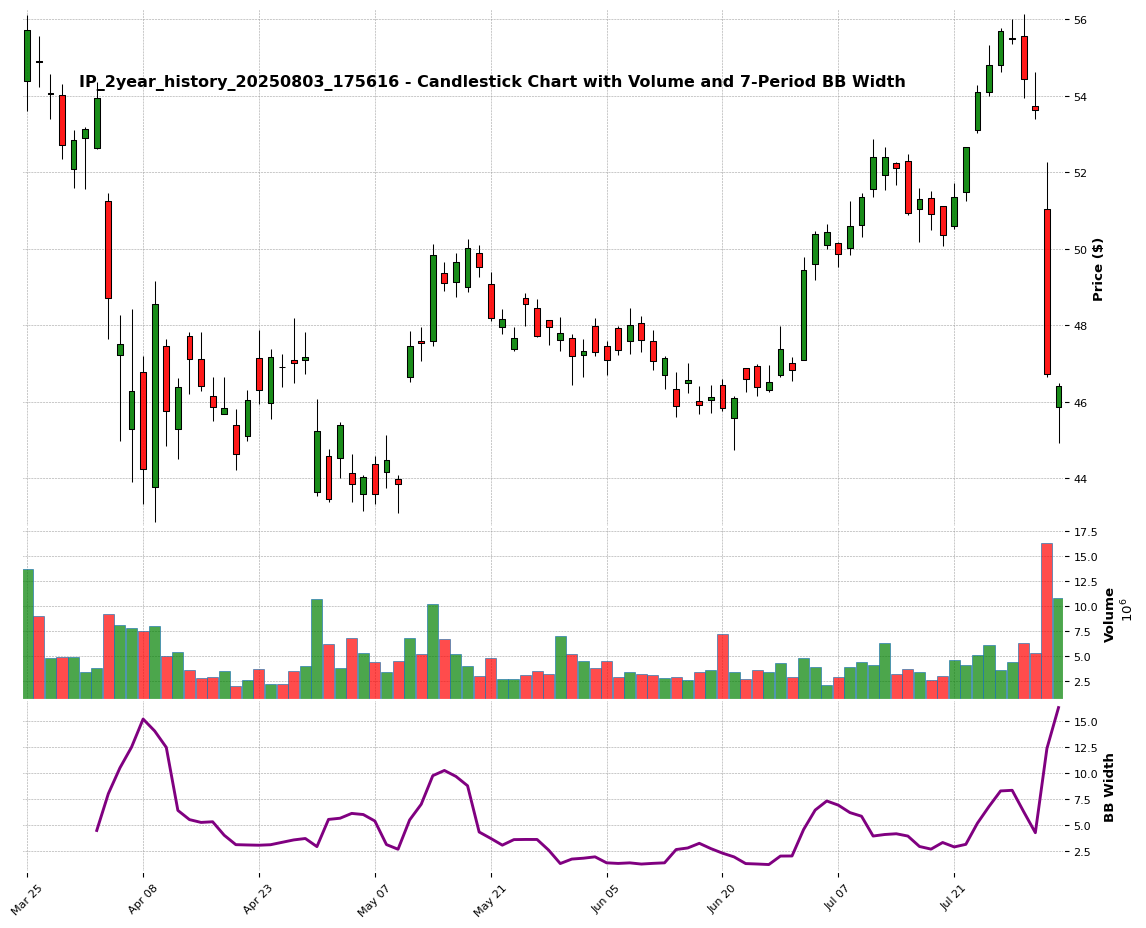 IP_2year_history_20250803_175616 - Candlestick Chart with Volume and 7-Period BB Width
56
54
52
50
48
46
44
Price ($)
17.5
15.0
12.5
10.0
7.5
5.0
2.5
Volume
10^6
15.0
12.5
10.0
7.5
5.0
2.5
BB Width
Mar 25
Apr 08
Apr 23
May 07
May 21
Jun 05
Jun 20
Jul 07
Jul 21